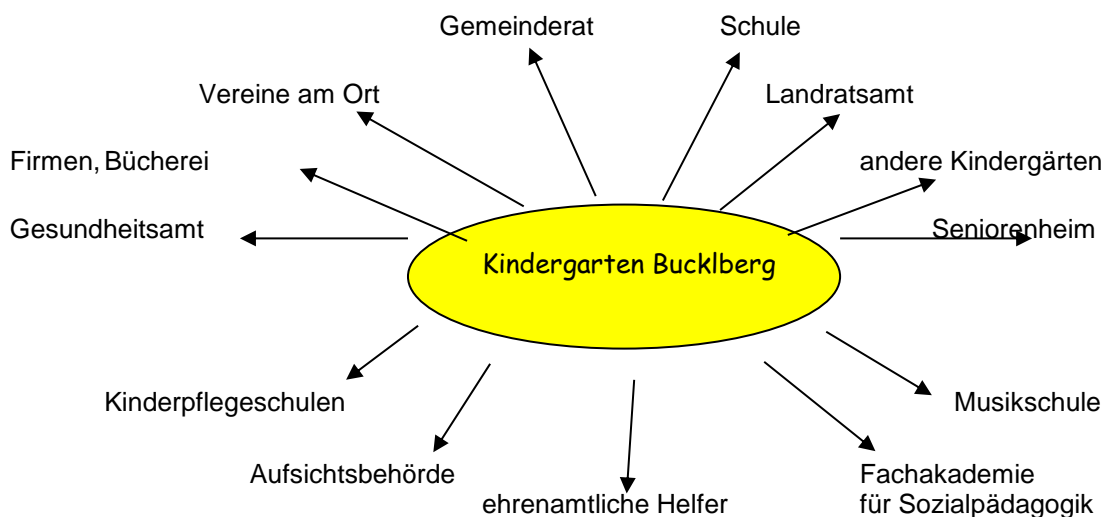 Gemeinderat
Schule
Vereine am Ort
Landratsamt
Firmen, Bücherei
andere Kindergärten
Gesundheitsamt
Seniorenheim
Kindergarten Bucklberg
Kinderpflegeschulen
Musikschule
Aufsichtsbehörde
Fachakademie
für Sozialpädagogik
ehrenamtliche Helfer